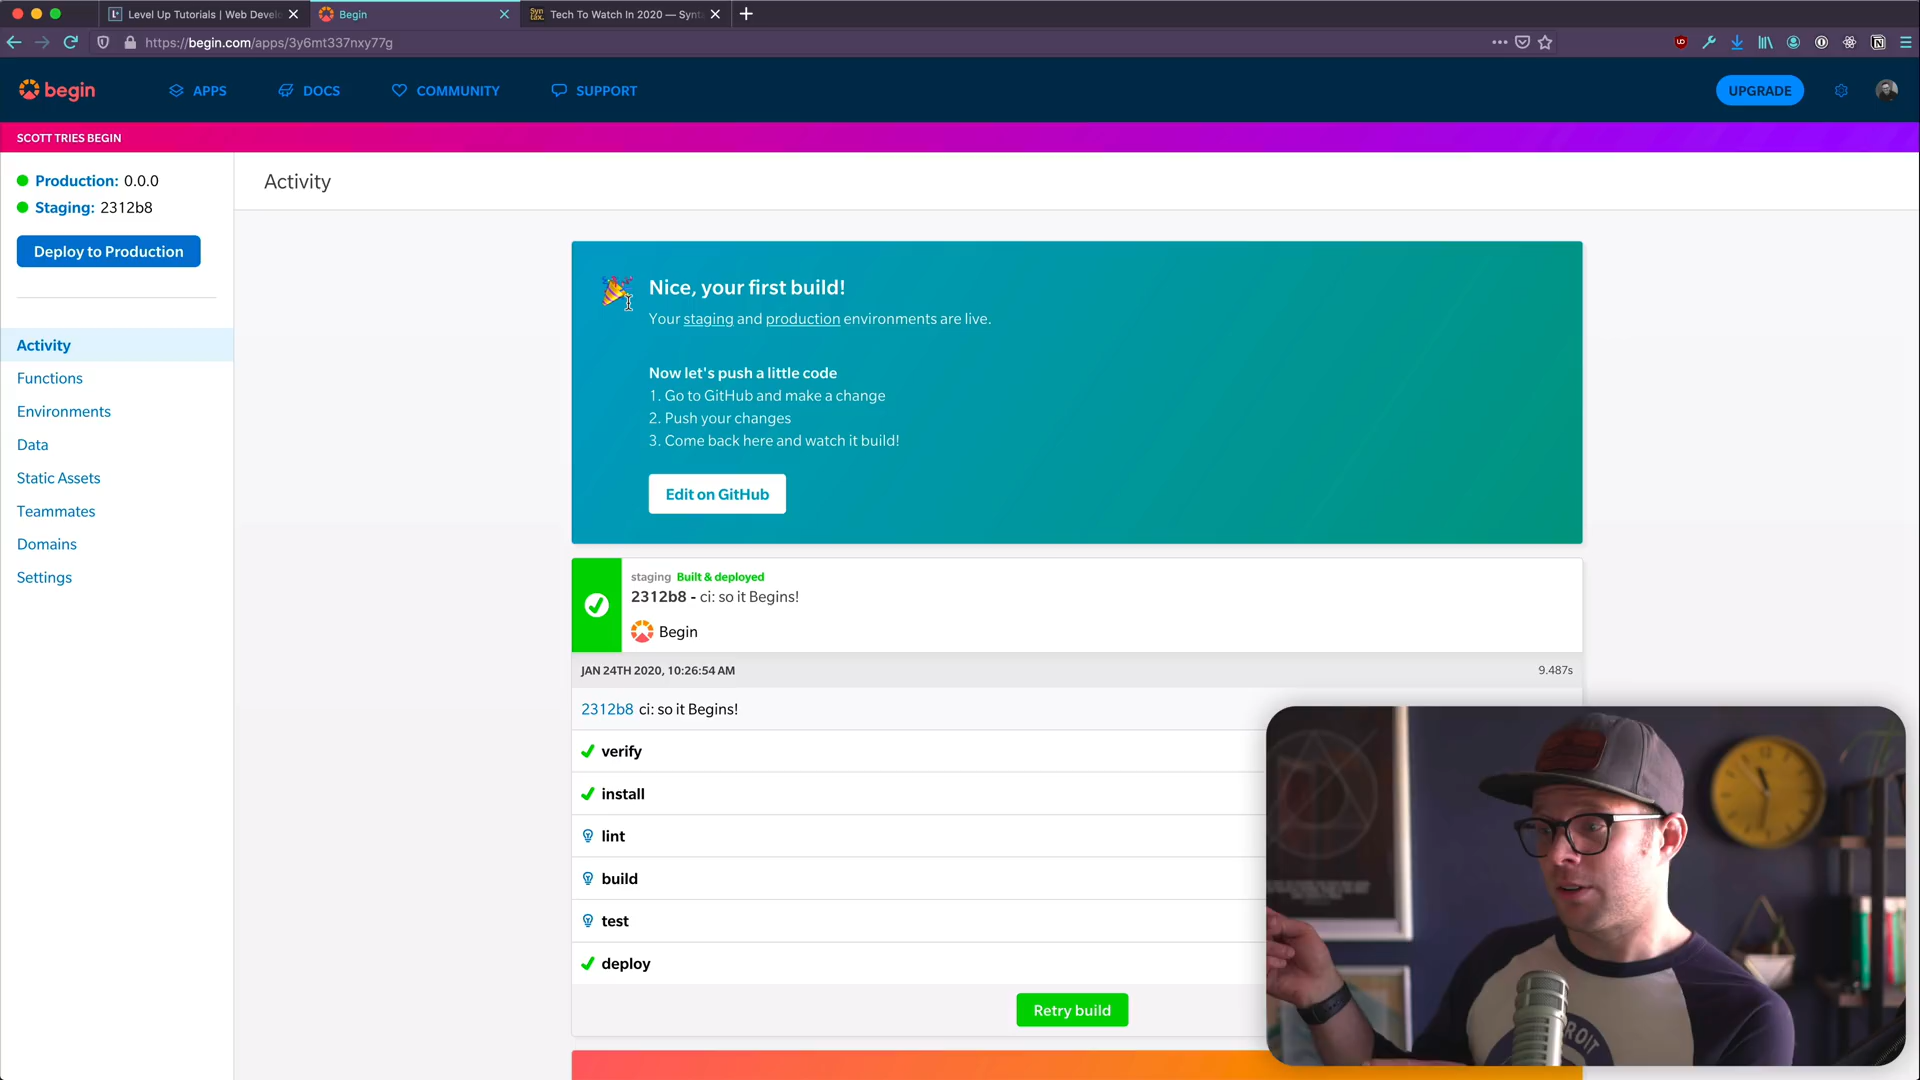 Level Up Tutorials | Web Develo
Begin
Syn
tax.
Tech To Watch In 2020 — Synta
https://begin.com/apps/3y6mt337nxy77g
begin
APPS
DOCS
COMMUNITY
SUPPORT
UPGRADE
SCOTT TRIES BEGIN
Production: 0.0.0
Staging: 2312b8
Deploy to Production
Activity
Functions
Environments
Data
Static Assets
Teammates
Domains
Settings
Activity
Nice, your first build!
Your staging and production environments are live.
Now let's push a little code
1. Go to GitHub and make a change
2. Push your changes
3. Come back here and watch it build!
Edit on GitHub
staging Built & deployed
2312b8 - ci: so it Begins!
Begin
JAN 24TH 2020, 10:26:54 AM
9.487s
2312b8 ci: so it Begins!
verify
install
lint
build
test
deploy
Retry build